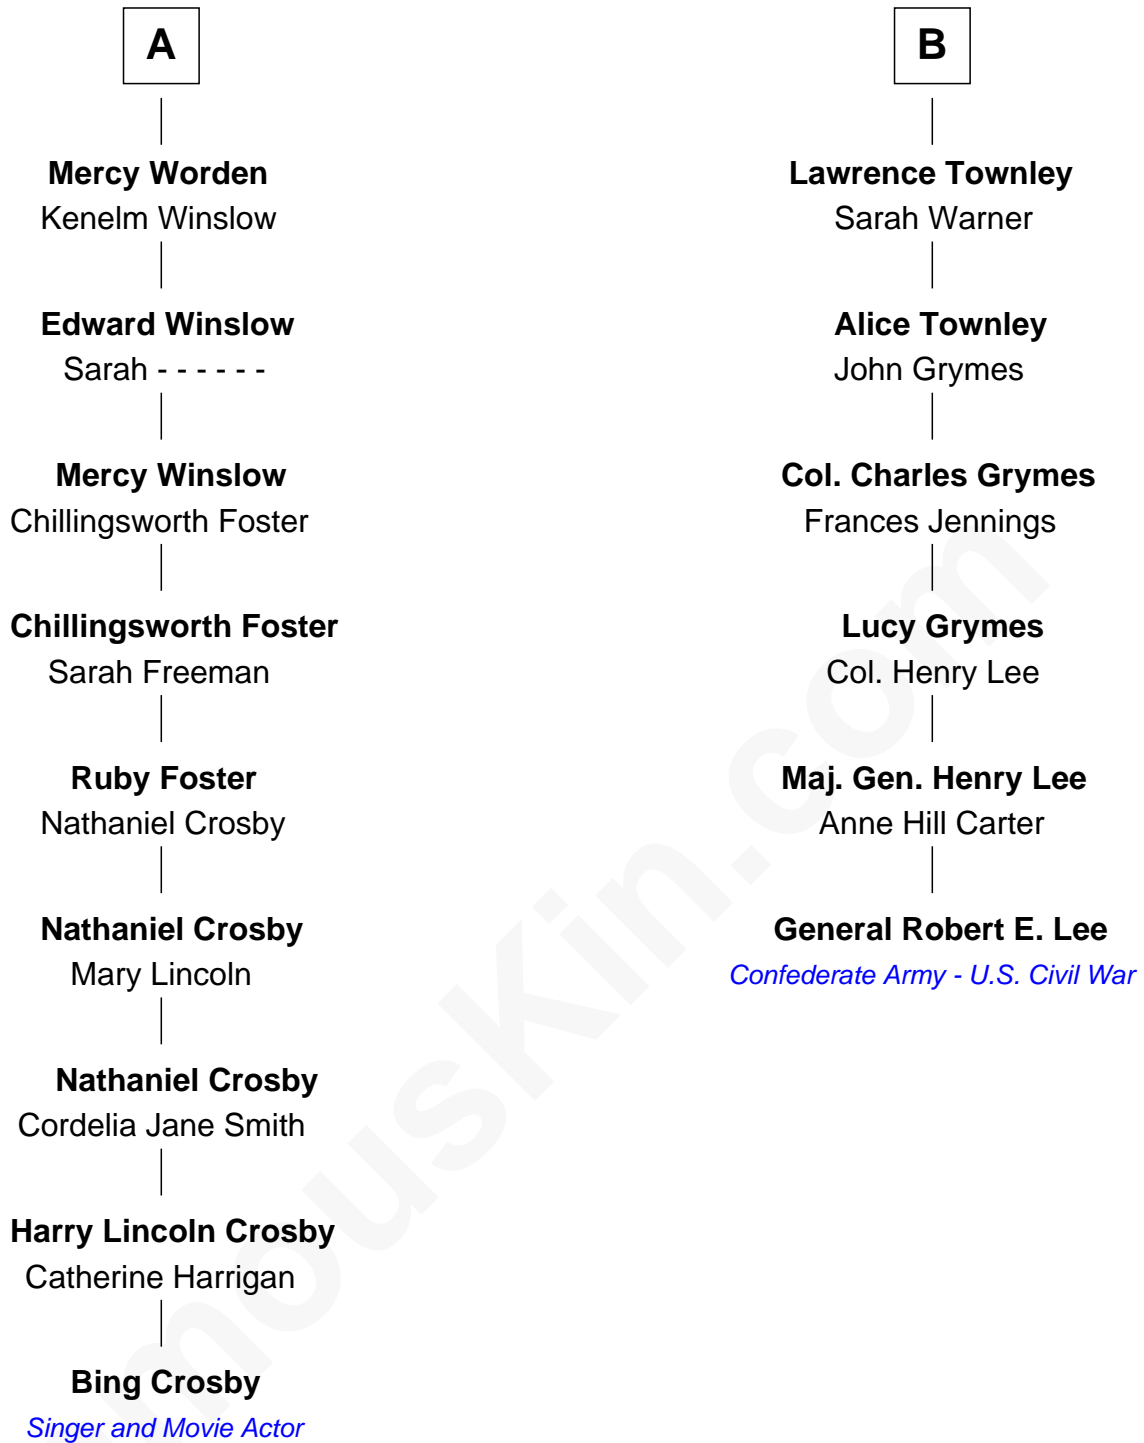 A
Mercy Worden
Kenelm Winslow
Edward Winslow
Sarah - - - - - -
Mercy Winslow
Chillingsworth Foster
Chillingsworth Foster
Sarah Freeman
Ruby Foster
Nathaniel Crosby
Nathaniel Crosby
Mary Lincoln
Nathaniel Crosby
Cordelia Jane Smith
Harry Lincoln Crosby
Catherine Harrigan
Bing Crosby
Singer and Movie Actor
B
Lawrence Townley
Sarah Warner
Alice Townley
John Grymes
Col. Charles Grymes
Frances Jennings
Lucy Grymes
Col. Henry Lee
Maj. Gen. Henry Lee
Anne Hill Carter
General Robert E. Lee
Confederate Army - U.S. Civil War
mousKin.com